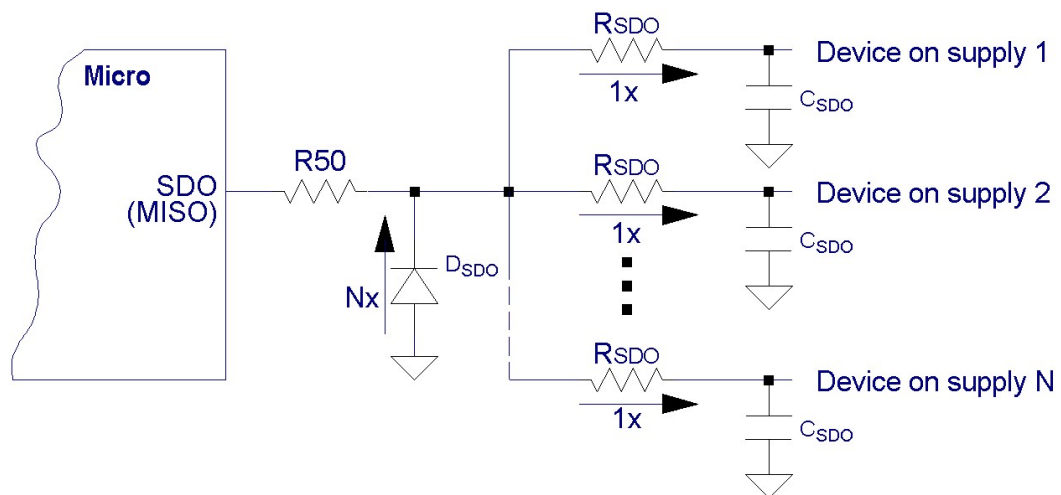 RSDO
Device on supply 1
Micro
1x
CSDO
R50
RSDO
SDO
(MISO)
Device on supply 2
1x
CSDO
DSDO
Nx
RSDO
Device on supply N
1x
CSDO